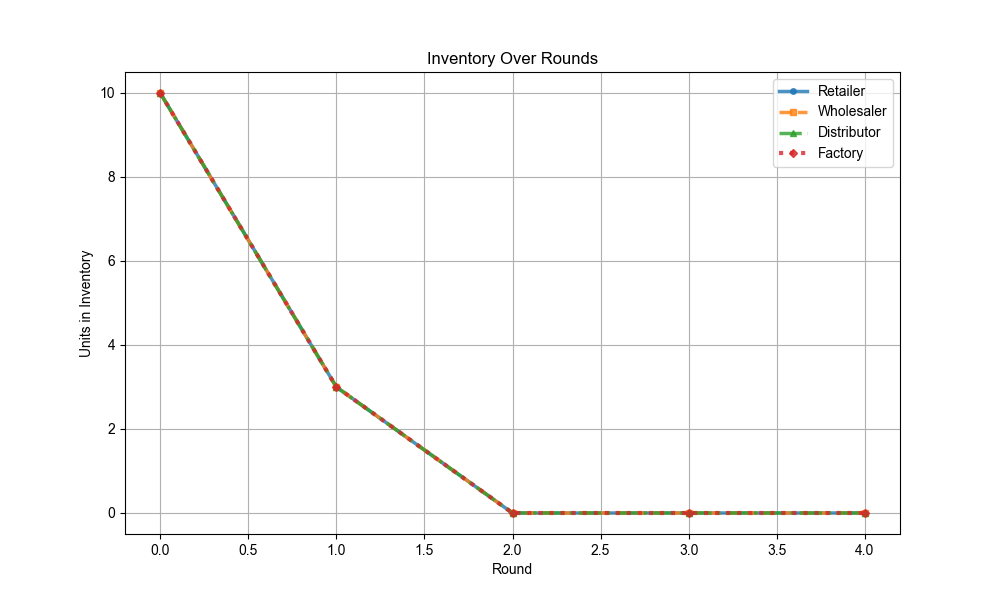 Inventory Over Rounds
Retailer
Wholesaler
Distributor
Factory
Units in Inventory
10
8
6
4
2
0
0.0 0.5 1.0 1.5 2.0 2.5 3.0 3.5 4.0
Round